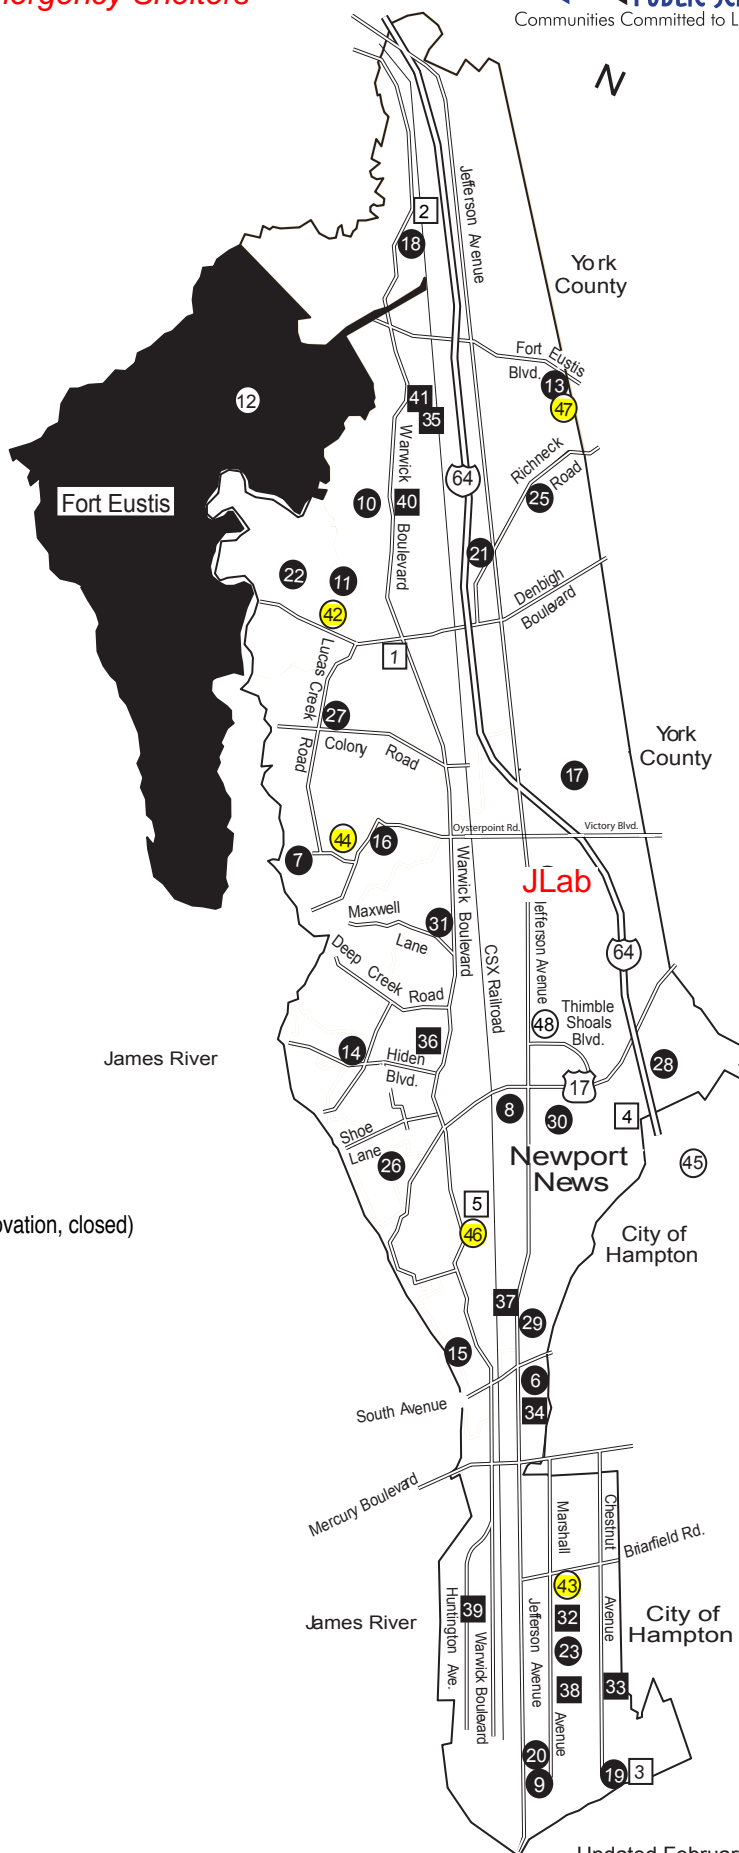 Communities Committed to L
N
2
18
Jefferson Avenue
York
County
Fort Eustis
Blvd.
13
47
12
41
35
Warwick
Boulevard
64
Richneck
Road
25
Fort Eustis
10
40
21
22
11
42
Denbigh
Boulevard
1
Lucas Creek
Road
27
Colony Road
York
County
17
44
16
Oysterpoint Rd.
Victory Blvd.
7
JLab
Maxwell
Lane
31
Warwick Boulevard
Jefferson Avenue
Deep Creek
Road
CSX Railroad
64
48
Thimble
Shoals
Blvd.
James River
14
36
Hiden
Blvd.
28
17
8
30
4
Shoe
Lane
26
Newport
News
45
5
46
ovation, closed)
City of
Hampton
37
29
15
6
South Avenue
34
Mercury Boulevard
Marshall
Avenue
Chestnut
Avenue
Briarfield Rd.
43
James River
Huntington Ave.
39
Warwick Boulevard
Jefferson Avenue
32
City of
Hampton
23
38
33
20
9
19
3